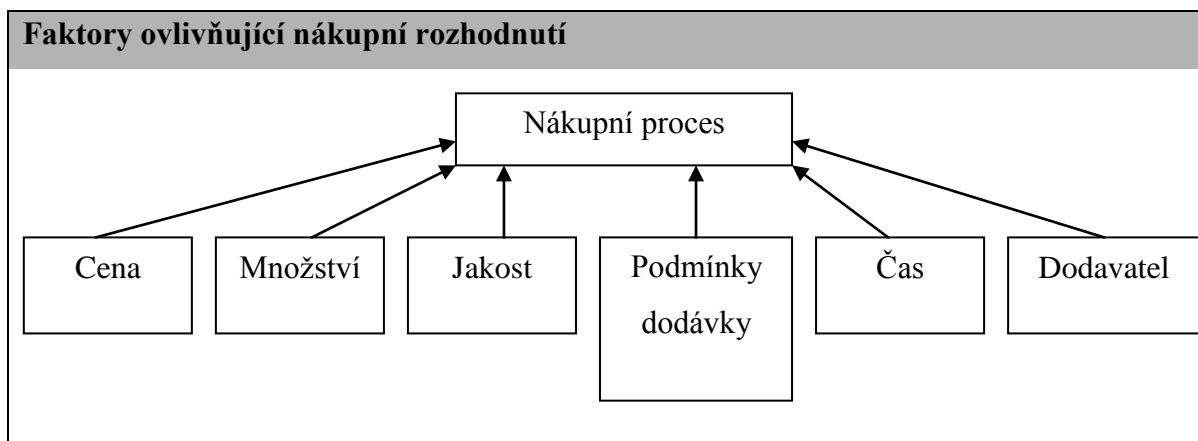 Faktory ovlivňující nákupní rozhodnutí
Nákupní proces
Cena
Množství
Jakost
Podmínky
dodávky
Čas
Dodavatel